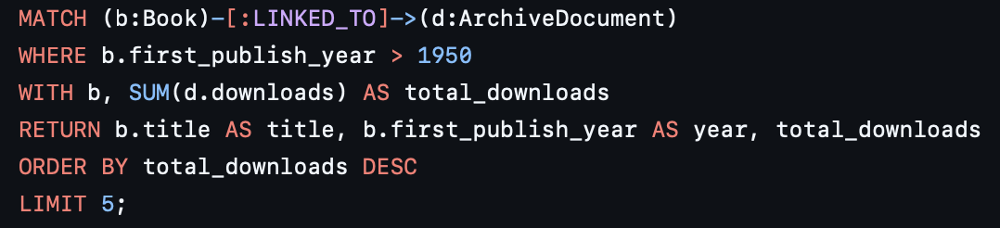 MATCH (b:Book)-[:LINKED_TO]->(d:ArchiveDocument)
WHERE b.first_publish_year > 1950
WITH b, SUM(d.downloads) AS total_downloads
RETURN b.title AS title, b.first_publish_year AS year, total_downloads
ORDER BY total_downloads DESC
LIMIT 5;